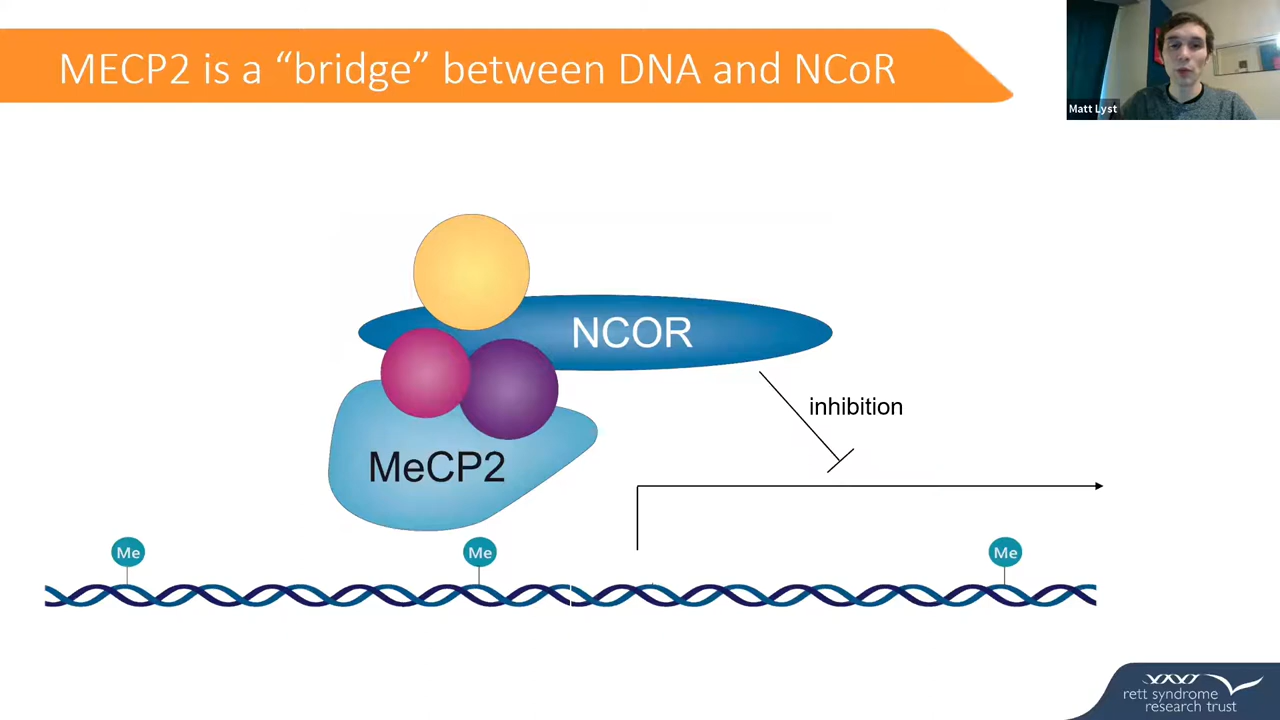 MECP2 is a “bridge” between DNA and NCoR
Matt Lyst
NCOR
inhibition
MeCP2
Me
Me
Me
rett syndrome
research trust